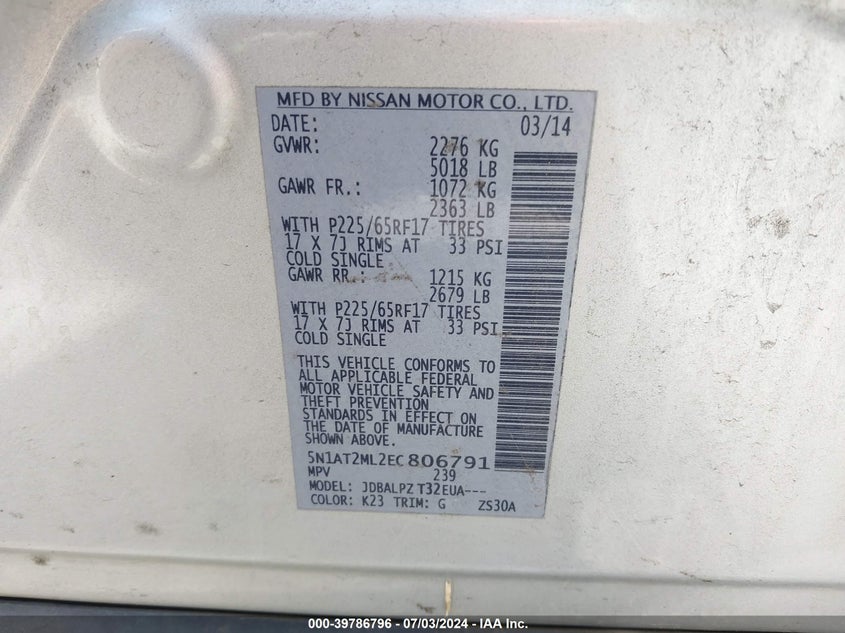 MFD BY NISSAN MOTOR CO., LTD.
DATE: 03/14
GVWR: 2276 KG
5018 LB
GAWR FR.: 1072 KG
2363 LB
WITH P225/65RF17 TIRES
17 X 7J RIMS AT 33 PSI
COLD SINGLE
GAWR RR.: 1215 KG
2679 LB
WITH P225/65RF17 TIRES
17 X 7J RIMS AT 33 PSI
COLD SINGLE
THIS VEHICLE CONFORMS TO
ALL APPLICABLE FEDERAL
MOTOR VEHICLE SAFETY AND
THEFT PREVENTION
STANDARDS IN EFFECT ON
THE DATE OF MANUFACTURE
SHOWN ABOVE.
5N1AT2ML2EC806791
MPV 239
MODEL: JDBALPZ T32EUA---
COLOR: K23 TRIM: G ZS30A
000-39786796 - 07/03/2024 - IAA Inc.